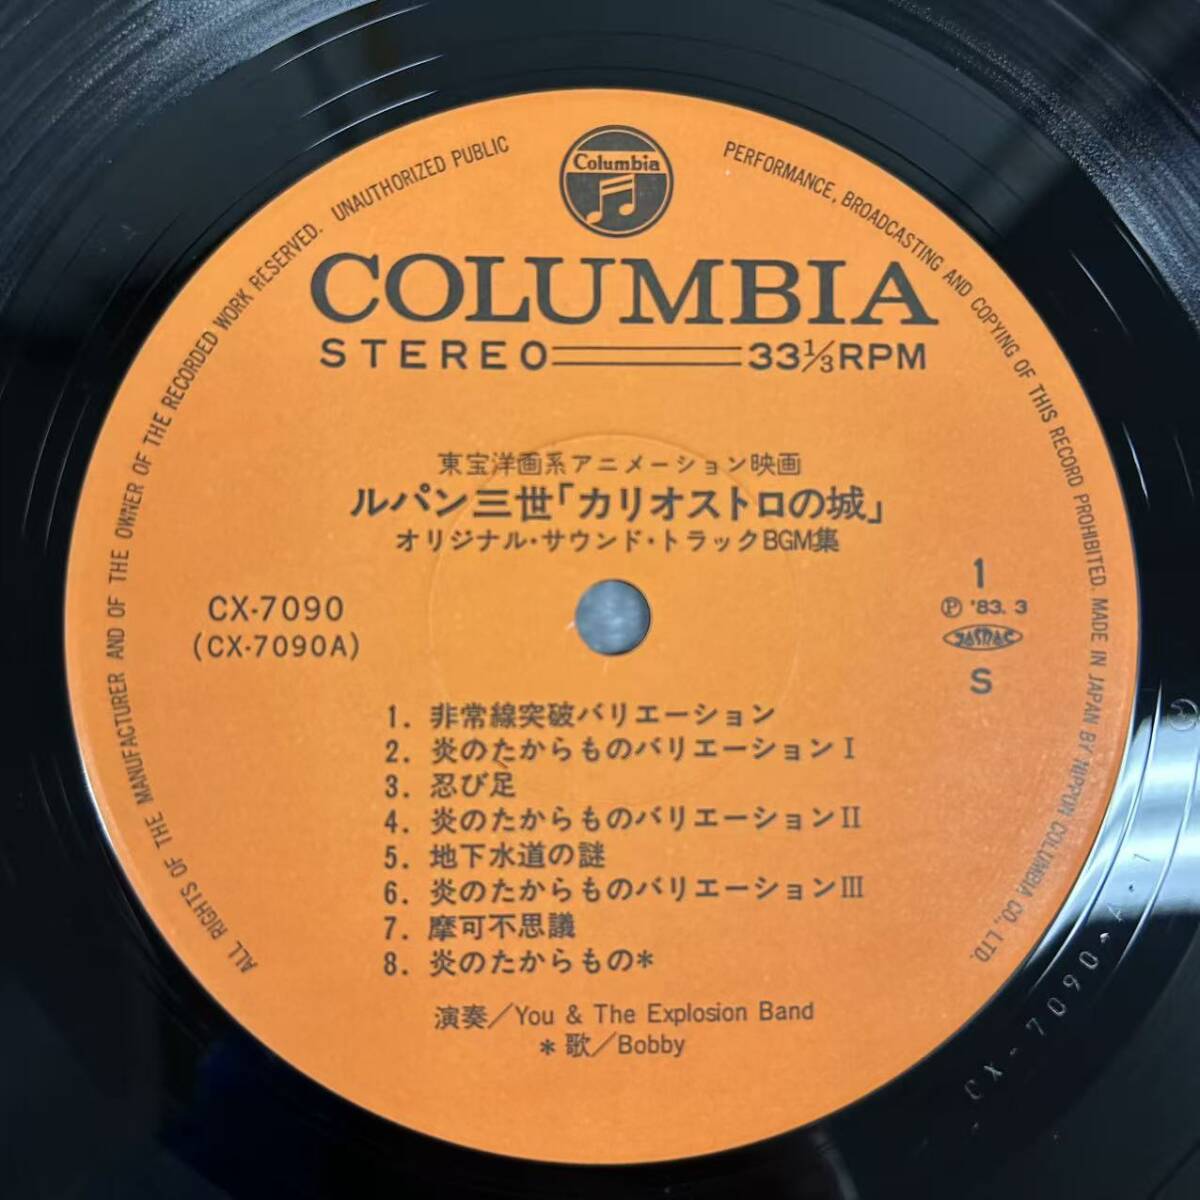 Columbia
COLUMBIA
STEREO 33⅓RPM
東宝洋画系アニメーション映画
ルパン三世「カリオストロの城」
オリジナル・サウンド・トラックBGM集
CX-7090
(CX-7090A)
1
Ⓟ '83. 3
JASRAC
S
1. 非常線突破バリエーション
2. 炎のたからものバリエーションⅠ
3. 忍び足
4. 炎のたからものバリエーションⅡ
5. 地下水道の謎
6. 炎のたからものバリエーションⅢ
7. 摩可不思議
8. 炎のたからもの*
演奏/You & The Explosion Band
* 歌/Bobby
ALL RIGHTS OF THE MANUFACTURER AND OF THE OWNER OF THE RECORDED WORK RESERVED. UNAUTHORIZED PUBLIC PERFORMANCE, BROADCASTING AND COPYING OF THIS RECORD PROHIBITED. MADE IN JAPAN BY NIPPON COLUMBIA CO., LTD.
CX-7090-A-1